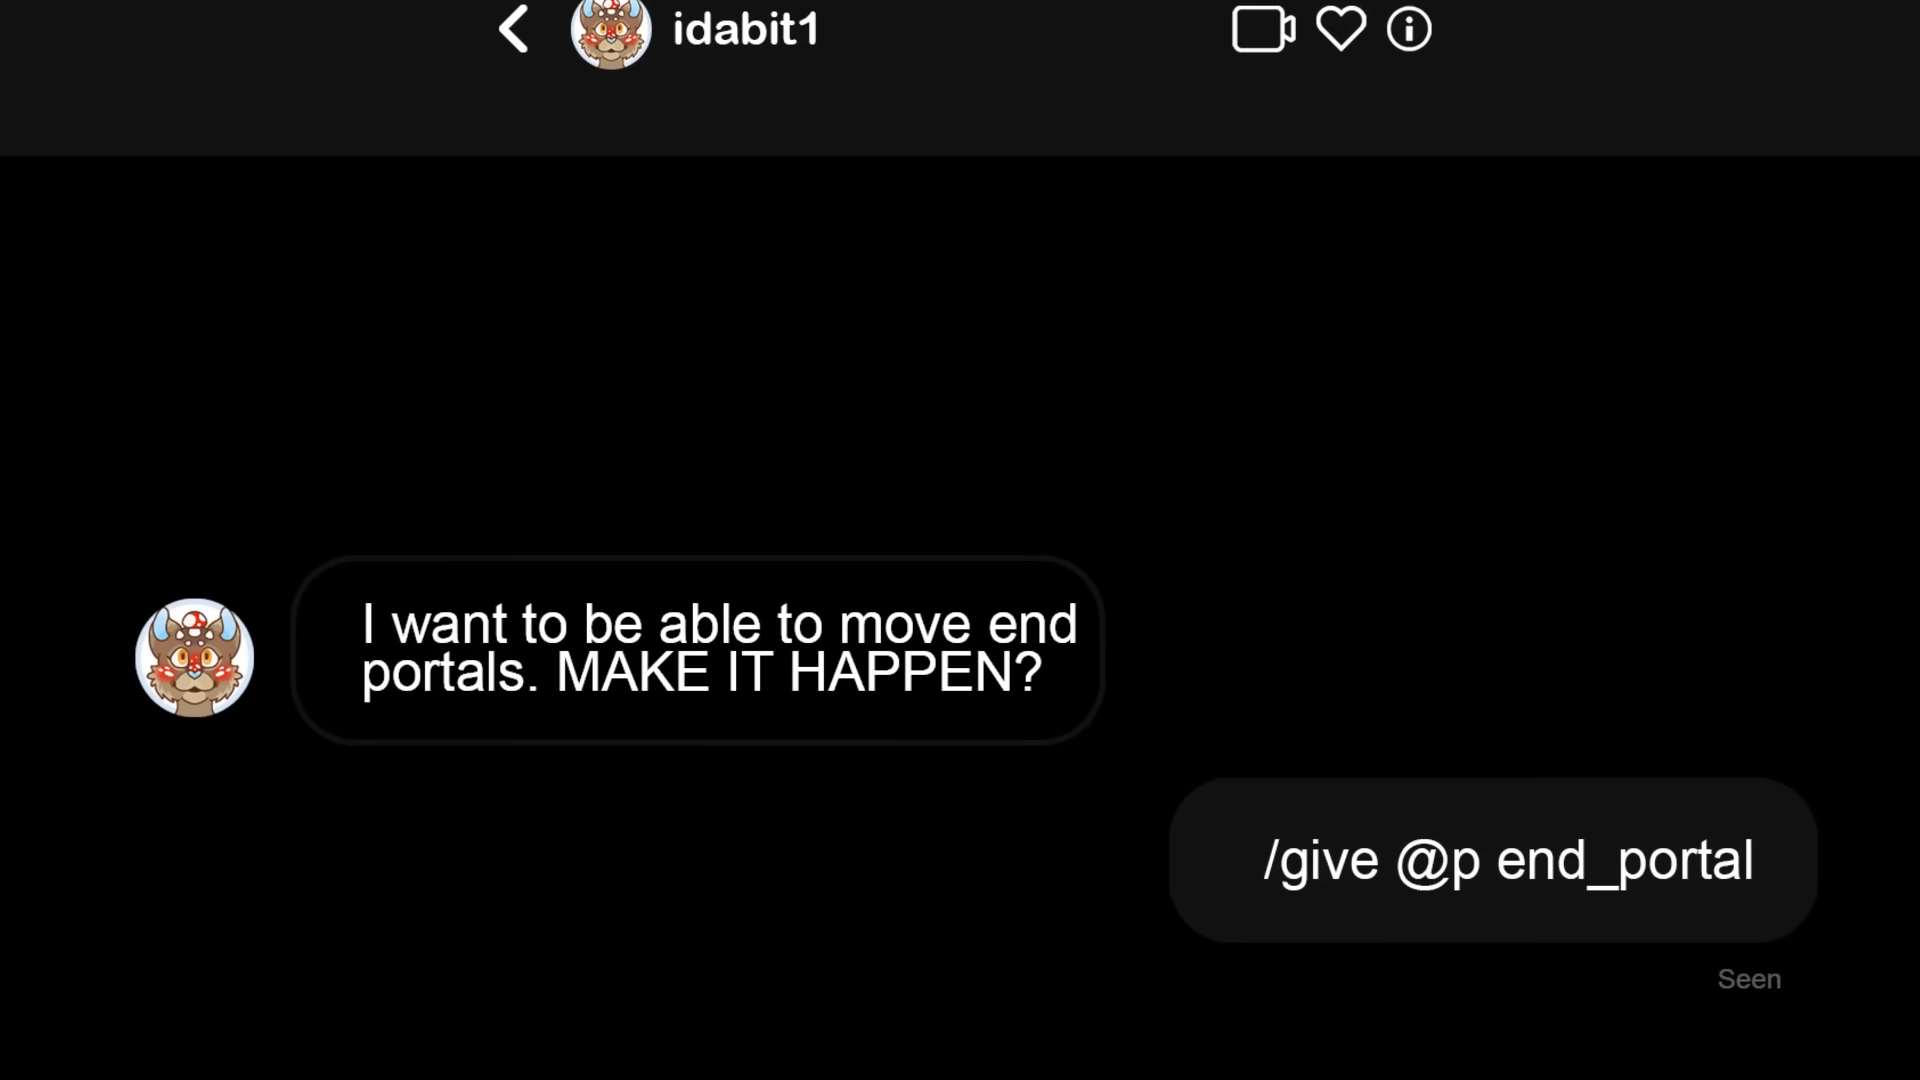 idabit1
I want to be able to move end
portals. MAKE IT HAPPEN?
/give @p end_portal
Seen